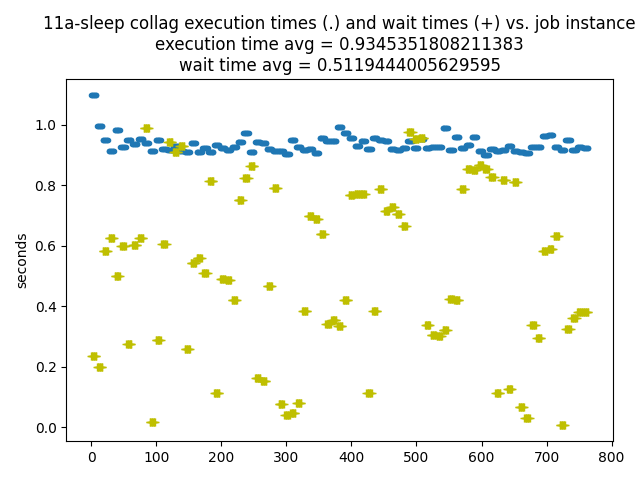 11a-sleep collag execution times (.) and wait times (+) vs. job instance
execution time avg = 0.9345351808211383
wait time avg = 0.5119444005629595
1.0
0.8
0.6
0.4
0.2
0.0
seconds
0 100 200 300 400 500 600 700 800